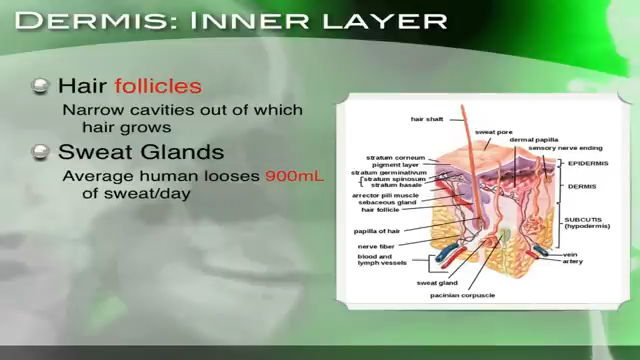 DERMIS: INNER LAYER
Hair follicles
Narrow cavities out of which
hair grows
Sweat Glands
Average human looses 900mL
of sweat/day
hair shaft
sweat pore
dermal papilla
sensory nerve ending
stratum corneum
pigment layer
stratum germinativum
stratum spinosum
stratum basale
arrector pili muscle
sebaceous gland
hair follicle
papilla of hair
nerve fiber
blood and
lymph vessels
sweat gland
pacinian corpuscle
EPIDERMIS
DERMIS
SUBCUTIS
(hypodermis)
vein
artery